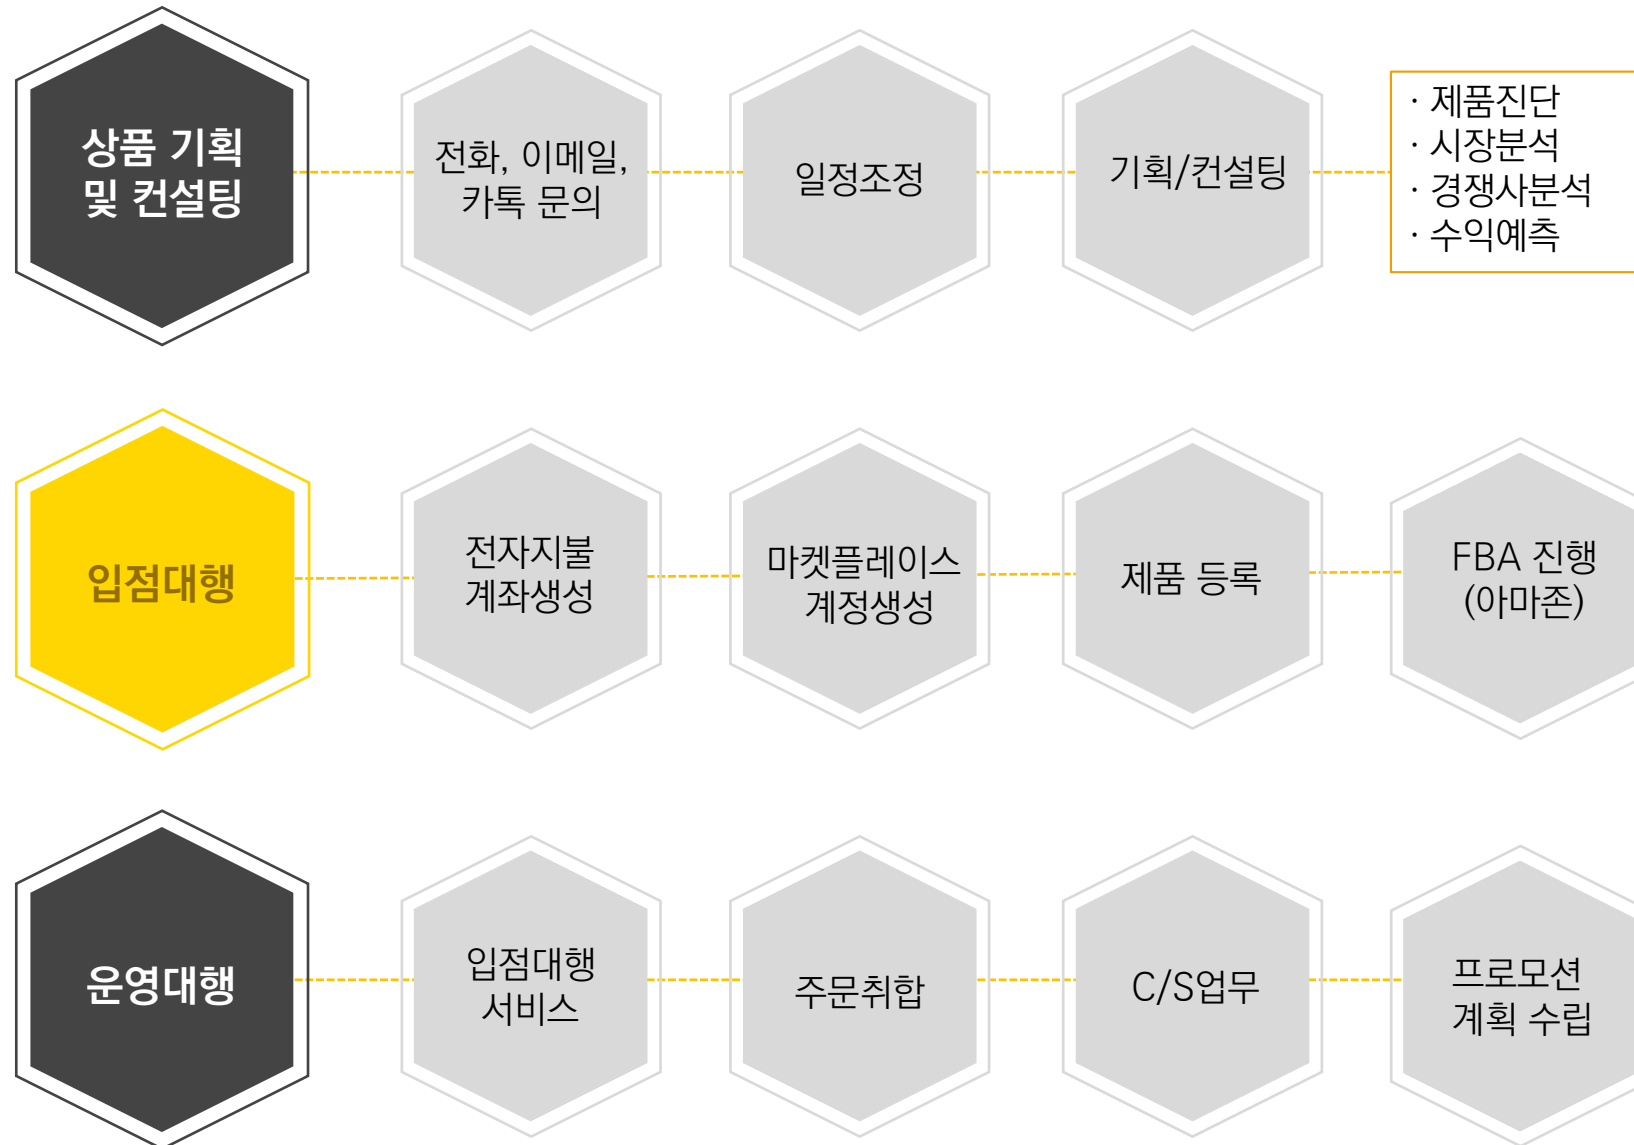 상품 기획
및 컨설팅
전화, 이메일,
카톡 문의
일정조정
기획/컨설팅
· 제품진단
· 시장분석
· 경쟁사분석
· 수익예측
입점대행
전자지불
계좌생성
마켓플레이스
계정생성
제품 등록
FBA 진행
(아마존)
운영대행
입점대행
서비스
주문취합
C/S업무
프로모션
계획 수립